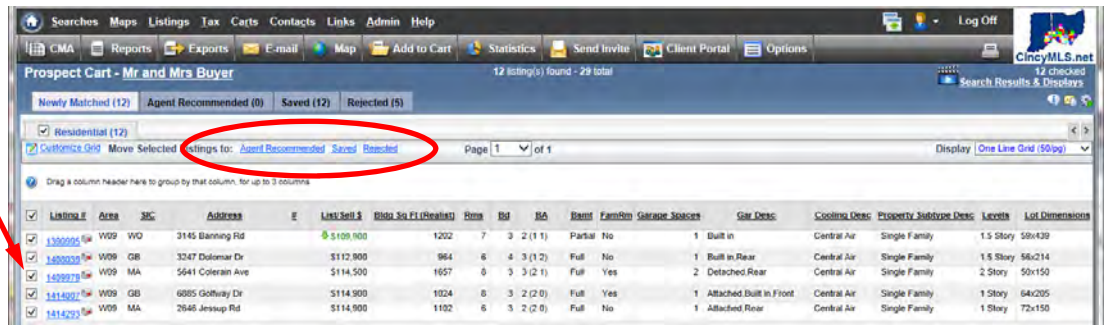 Searches Maps Listings Tax Carts Contacts Links Admin Help Log Off
CMA Reports Exports E-mail Map Add to Cart Statistics Send Invite Client Portal Options
CincyMLS.net
Prospect Cart - Mr and Mrs Buyer 12 listing(s) found - 29 total 12 checked
Search Results & Displays
Newly Matched (12) Agent Recommended (0) Saved (12) Rejected (5)
Residential (12)
Customize Grid Move Selected Listings to: Agent Recommended Saved Rejected Page 1 of 1 Display One Line Grid (50/pg)
Drag a column header here to group by that column, for up to 3 columns
Listing # Area SIC Address E List/Sell $ Bldg Sq Ft (Realist) Rms Bd BA Bsmt FamRm Garage Spaces Gar Desc Cooling Desc Property Subtype Desc Levels Lot Dimensions
1390995 W09 WO 3145 Banning Rd $109,900 1202 7 3 2 (1 1) Partial No 1 Built in Central Air Single Family 1.5 Story 59x439
W09 GB 3247 Dolomar Dr $112,900 964 6 4 3 (1 2) Full No 1 Built in,Rear Central Air Single Family 1.5 Story 56x214
1409978 W09 MA 5641 Colerain Ave $114,500 1657 8 3 3 (2 1) Full Yes 2 Detached,Rear Central Air Single Family 2 Story 50x150
1414007 W09 GB 6885 Golfway Dr $114,900 1024 6 3 2 (2 0) Full Yes 1 Attached,Built in,Front Central Air Single Family 1 Story 64x205
1414293 W09 MA 2646 Jessup Rd $114,900 1102 6 3 2 (2 0) Full No 1 Attached,Rear Central Air Single Family 1 Story 72x150